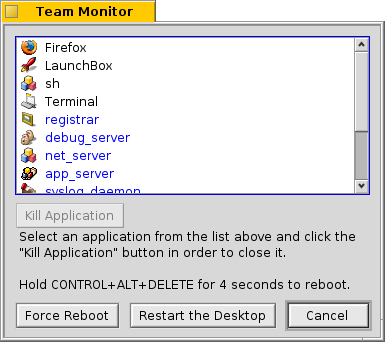 Team Monitor
Firefox
LaunchBox
sh
Terminal
registrar
debug_server
net_server
app_server
syslog_daemon
Kill Application
Select an application from the list above and click the
"Kill Application" button in order to close it.
Hold CONTROL+ALT+DELETE for 4 seconds to reboot.
Force Reboot
Restart the Desktop
Cancel